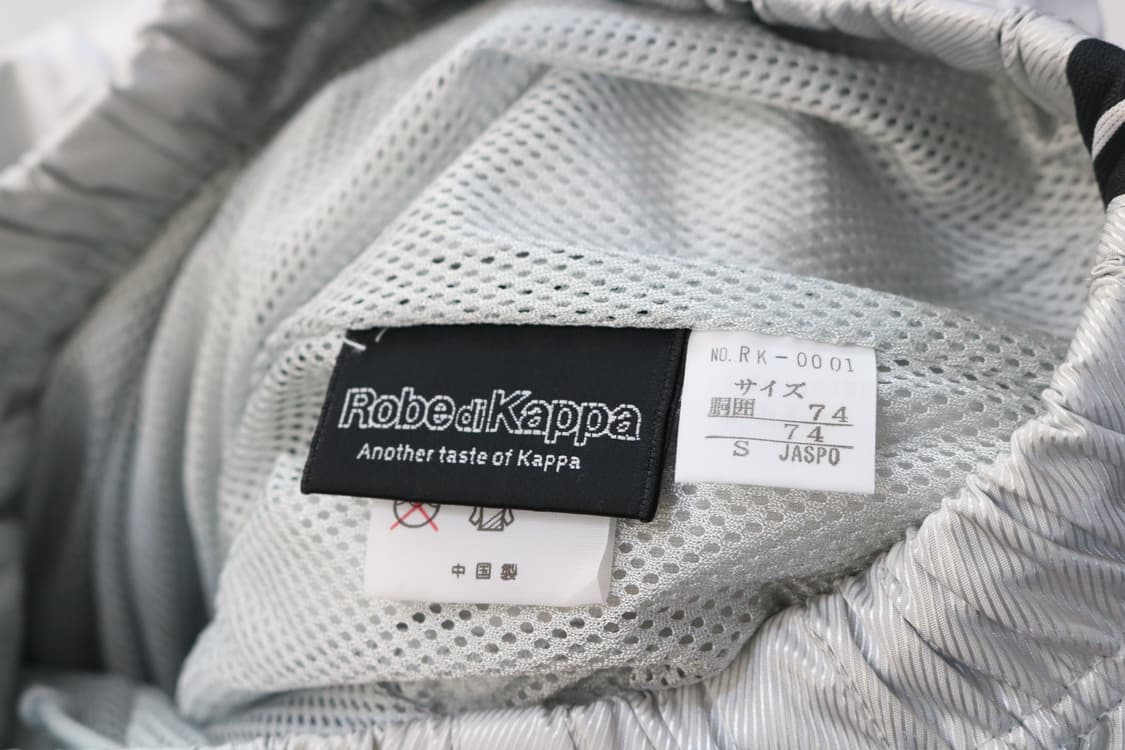 Robe di Kappa
Another taste of Kappa
NO.RK-0001
サイズ
胴囲 74
74
S JASPO
中国製